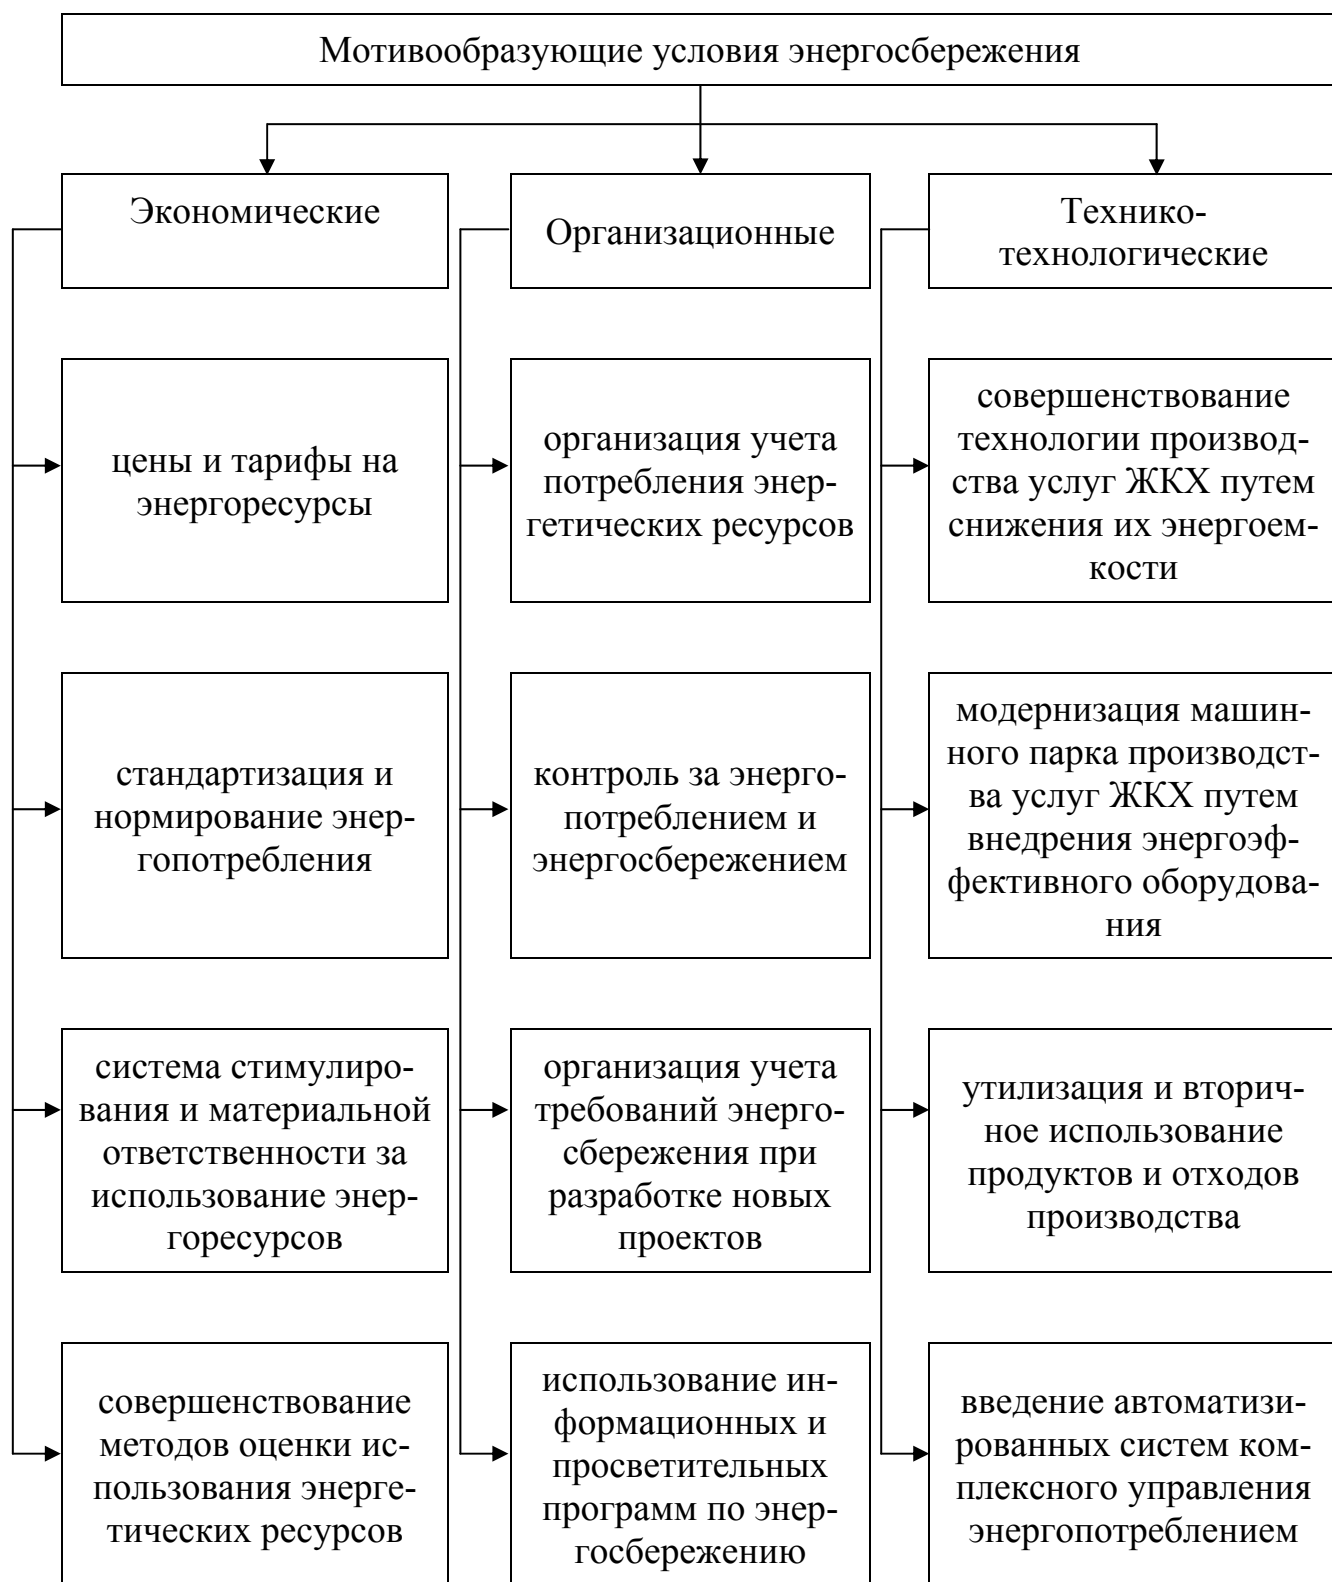 Мотивообразующие условия энергосбережения
Экономические
Организационные
Технико-
технологические
цены и тарифы на
энергоресурсы
организация учета
потребления энер-
гетических ресурсов
совершенствование
технологии производ-
ства услуг ЖКХ путем
снижения их энергоем-
кости
стандартизация и
нормирование энер-
гопотребления
контроль за энерго-
потреблением и
энергосбережением
модернизация машин-
ного парка производст-
ва услуг ЖКХ путем
внедрения энергоэф-
фективного оборудова-
ния
система стимулиро-
вания и материальной
ответственности за
использование энер-
горесурсов
организация учета
требований энерго-
сбережения при
разработке новых
проектов
утилизация и вторич-
ное использование
продуктов и отходов
производства
совершенствование
методов оценки ис-
пользования энерге-
тических ресурсов
использование ин-
формационных и
просветительных
программ по энер-
госбережению
введение автоматизи-
рованных систем ком-
плексного управления
энергопотреблением